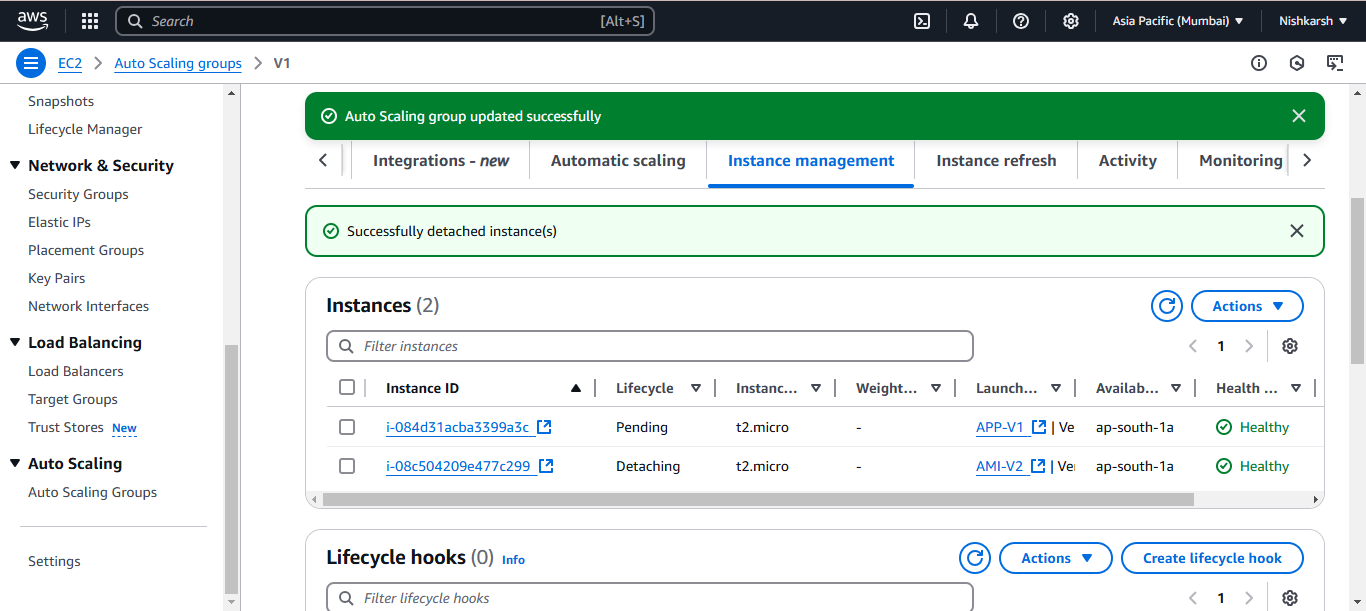 aws
Search [Alt+S]
Asia Pacific (Mumbai) Nishkarsh
EC2 Auto Scaling groups V1
Snapshots
Lifecycle Manager
Network & Security
Security Groups
Elastic IPs
Placement Groups
Key Pairs
Network Interfaces
Load Balancing
Load Balancers
Target Groups
Trust Stores New
Auto Scaling
Auto Scaling Groups
Settings
Auto Scaling group updated successfully
Integrations - new Automatic scaling Instance management Instance refresh Activity Monitoring
Successfully detached instance(s)
Instances (2) Actions
Filter instances 1
Instance ID Lifecycle Instanc... Weight... Launch... Availab... Health ...
i-084d31acba3399a3c Pending t2.micro - APP-V1 | Ve ap-south-1a Healthy
i-08c504209e477c299 Detaching t2.micro - AMI-V2 | Ver ap-south-1a Healthy
Lifecycle hooks (0) Info Actions Create lifecycle hook
Filter lifecycle hooks 1